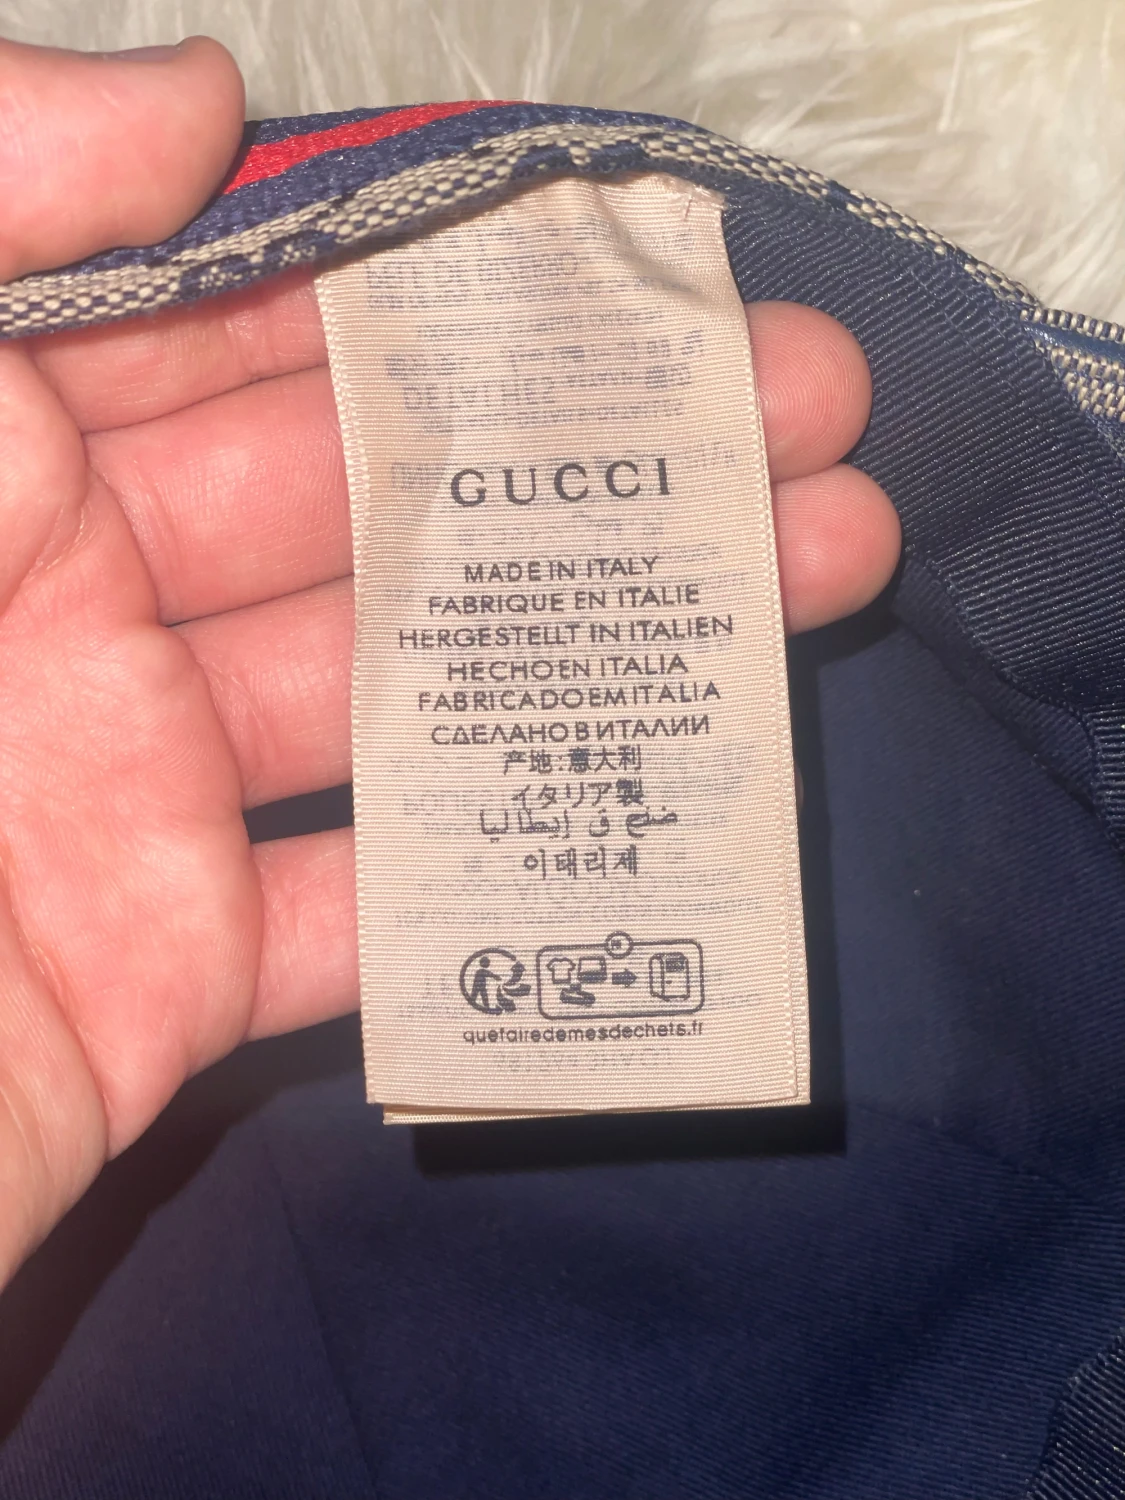 GUCCI
MADE IN ITALY
FABRIQUE EN ITALIE
HERGESTELLT IN ITALIEN
HECHO EN ITALIA
FABRICADO EM ITALIA
СДЕЛАНО В ИТАЛИИ
产地:意大利
イタリア製
صنع في إيطاليا
이태리제
quefairedemesdechets.fr